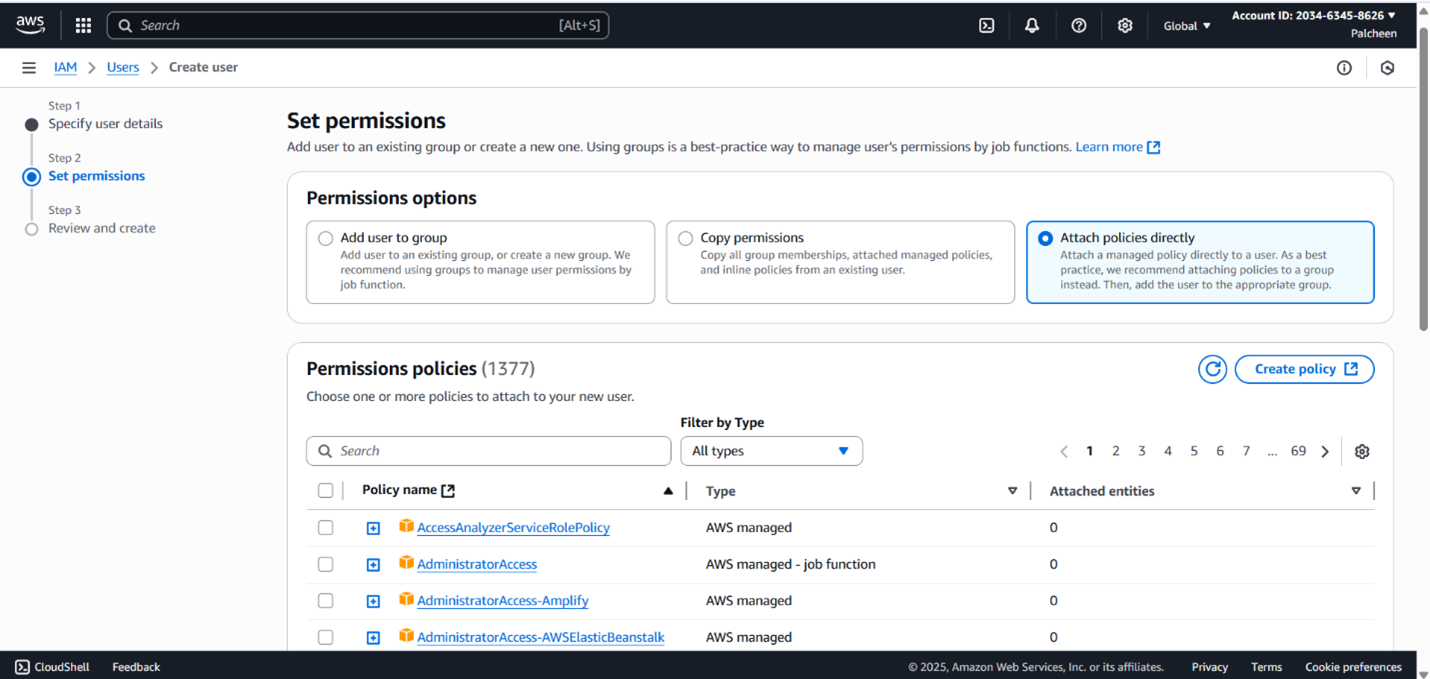 aws
Search [Alt+S]
Global
Account ID: 2034-6345-8626
Palcheen
IAM > Users > Create user
Step 1
Specify user details
Step 2
Set permissions
Step 3
Review and create
Set permissions
Add user to an existing group or create a new one. Using groups is a best-practice way to manage user's permissions by job functions. Learn more
Permissions options
Add user to group
Add user to an existing group, or create a new group. We
recommend using groups to manage user permissions by
job function.
Copy permissions
Copy all group memberships, attached managed policies,
and inline policies from an existing user.
Attach policies directly
Attach a managed policy directly to a user. As a best
practice, we recommend attaching policies to a group
instead. Then, add the user to the appropriate group.
Permissions policies (1377)
Create policy
Choose one or more policies to attach to your new user.
Filter by Type
Search
All types
1 2 3 4 5 6 7 ... 69
Policy name Type Attached entities
AccessAnalyzerServiceRolePolicy AWS managed 0
AdministratorAccess AWS managed - job function 0
AdministratorAccess-Amplify AWS managed 0
AdministratorAccess-AWSElasticBeanstalk AWS managed 0
CloudShell Feedback © 2025, Amazon Web Services, Inc. or its affiliates. Privacy Terms Cookie preferences